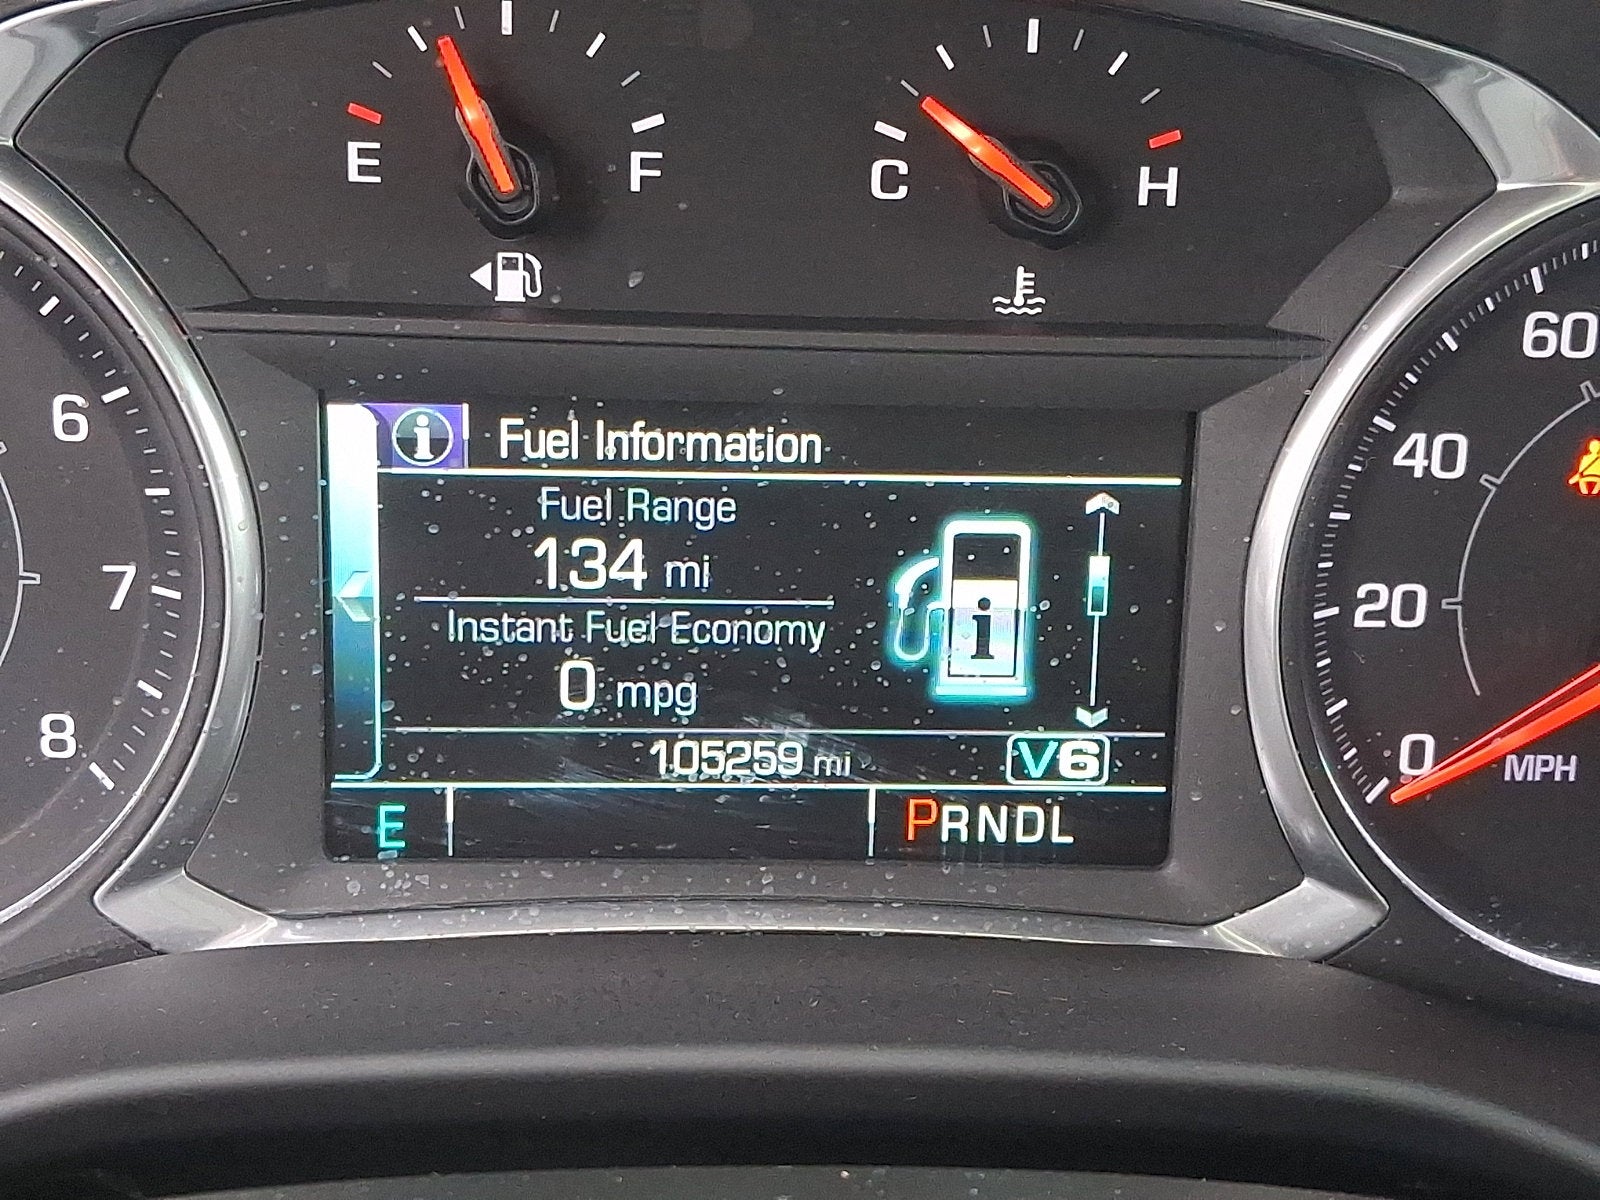 E F
C H
6
7
8
60
40
20
0
MPH
i Fuel Information
Fuel Range
134 mi
Instant Fuel Economy
0 mpg
i
105259 mi V6
E PRNDL